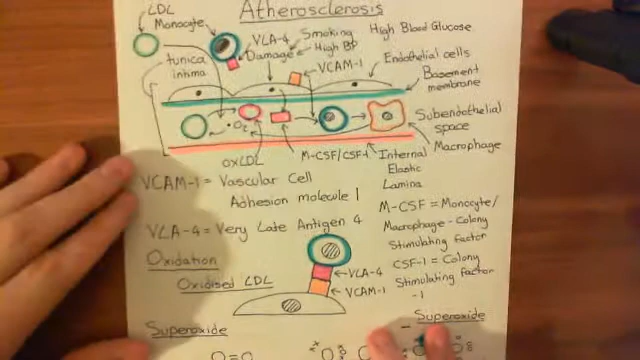 Atherosclerosis
LDL
Monocyte
VLA-4
Smoking
High Blood Glucose
Damage
High BP
VCAM-1
Endothelial cells
tunica
intima
Basement
membrane
•O₂⁻
Subendothelial
space
Macrophage
oxLDL
M-CSF/CSF-1
Internal
Elastic
Lamina
VCAM-1 = Vascular Cell
Adhesion molecule 1
VLA-4 = Very Late Antigen 4
M-CSF = Monocyte/
Macrophage - Colony
Stimulating factor
CSF-1 = Colony
Stimulating factor
-1
Oxidation
Oxidised LDL
VLA-4
VCAM-1
Superoxide
Superoxide
O=O